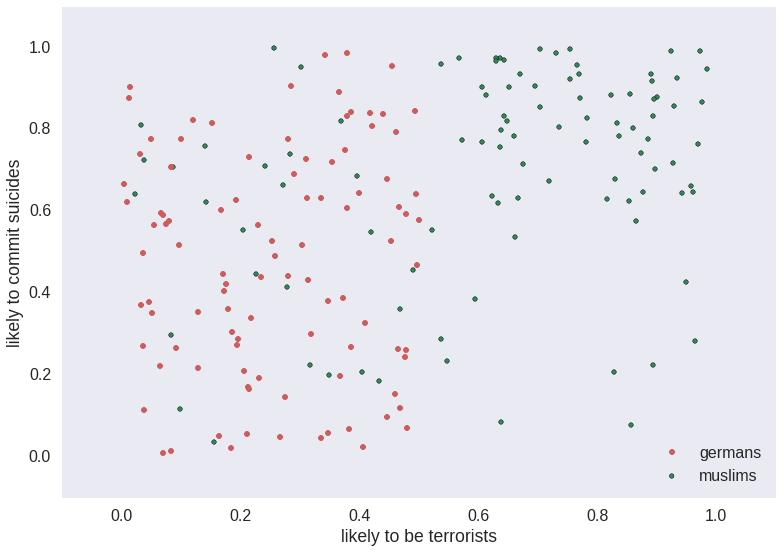 likely to commit suicides
1.0
0.8
0.6
0.4
0.2
0.0
germans
muslims
0.0 0.2 0.4 0.6 0.8 1.0
likely to be terrorists